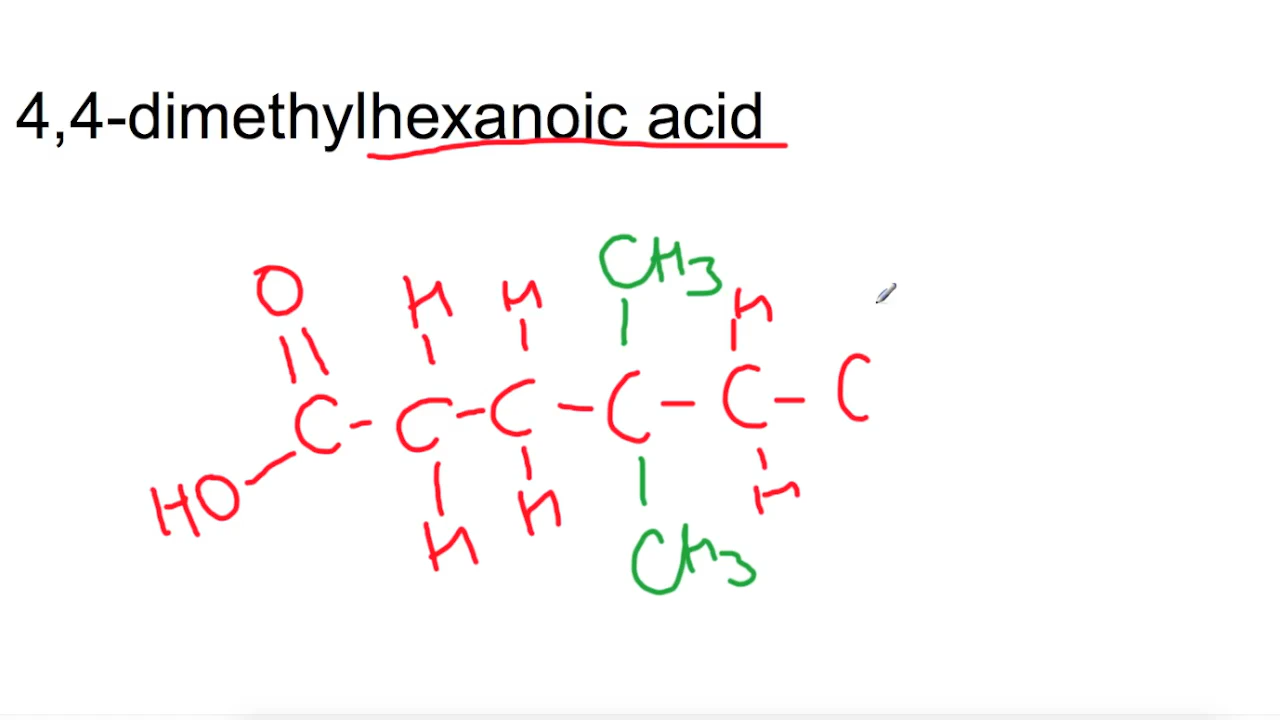 4,4-dimethylhexanoic acid
CH3
O H H H
C - C - C - C - C - C
HO
H H H
CH3